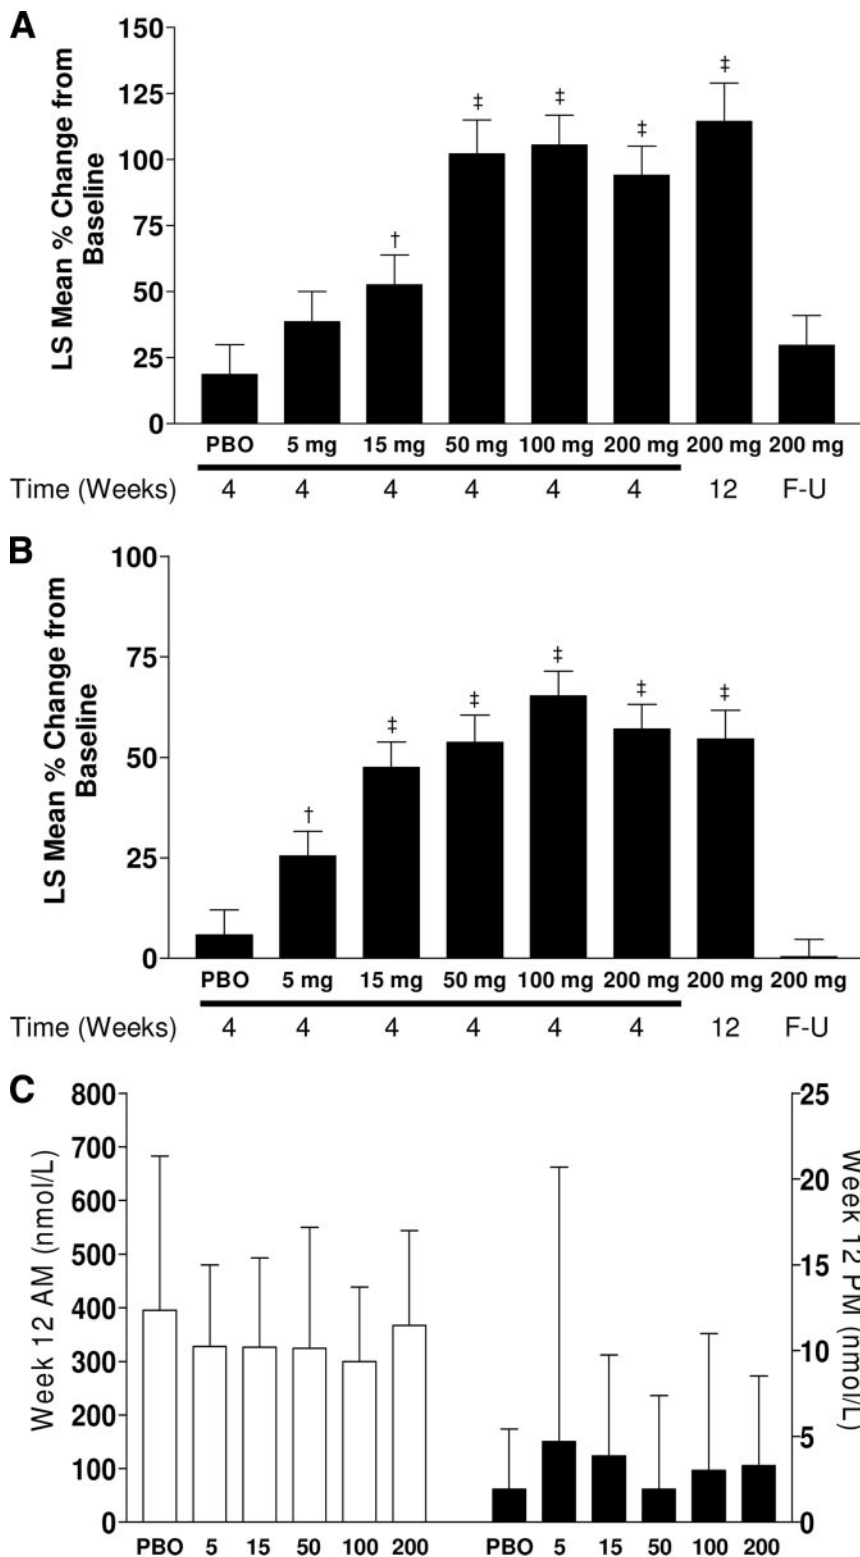 A
LS Mean % Change from
Baseline
150
125
100
75
50
25
0
†
‡
‡
‡
‡
PBO 5 mg 15 mg 50 mg 100 mg 200 mg 200 mg 200 mg
Time (Weeks) 4 4 4 4 4 4 12 F-U
B
LS Mean % Change from
Baseline
100
75
50
25
0
†
‡
‡
‡
‡
‡
PBO 5 mg 15 mg 50 mg 100 mg 200 mg 200 mg 200 mg
Time (Weeks) 4 4 4 4 4 4 12 F-U
C
Week 12 AM (nmol/L)
800
700
600
500
400
300
200
100
0
25
20
15
10
5
0
Week 12 PM (nmol/L)
PBO 5 15 50 100 200 PBO 5 15 50 100 200